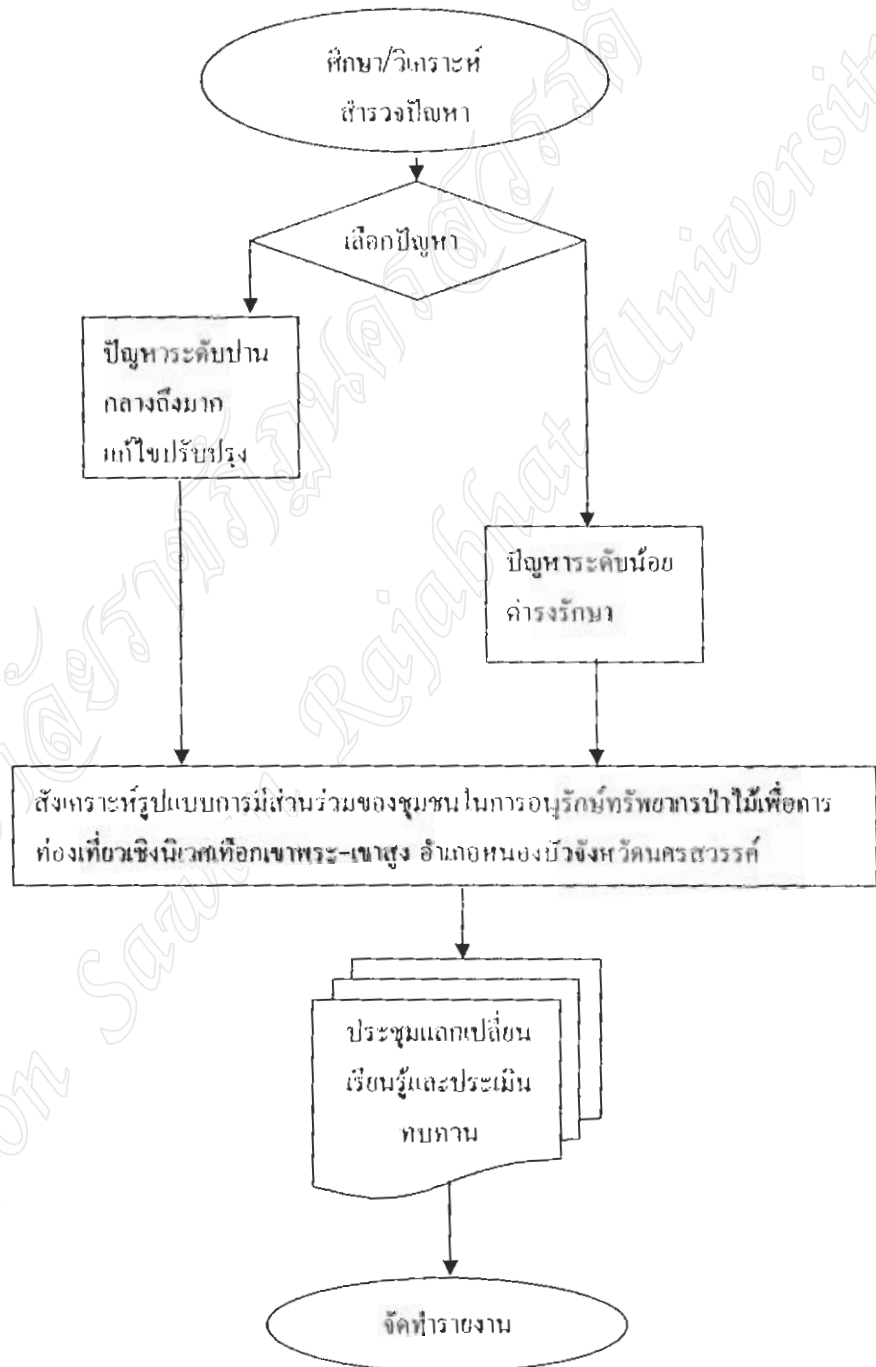 ศึกษา/วิเคราะห์
สำรวจปัญหา
เลือกปัญหา
ปัญหาระดับปาน
กลางถึงมาก
แก้ไขปรับปรุง
ปัญหาระดับน้อย
ดำรงรักษา
สังเคราะห์รูปแบบการมีส่วนร่วมของชุมชนในการอนุรักษ์ทรัพยากรป่าไม้เพื่อการ
ท่องเที่ยวเชิงนิเวศเทือกเขาพระ-เขาสูง อำเภอหนองบัวจังหวัดนครสวรรค์
ประชุมแลกเปลี่ยน
เรียนรู้และประเมิน
ทบทวน
จัดทำรายงาน
Sawan Rajabhat Universit